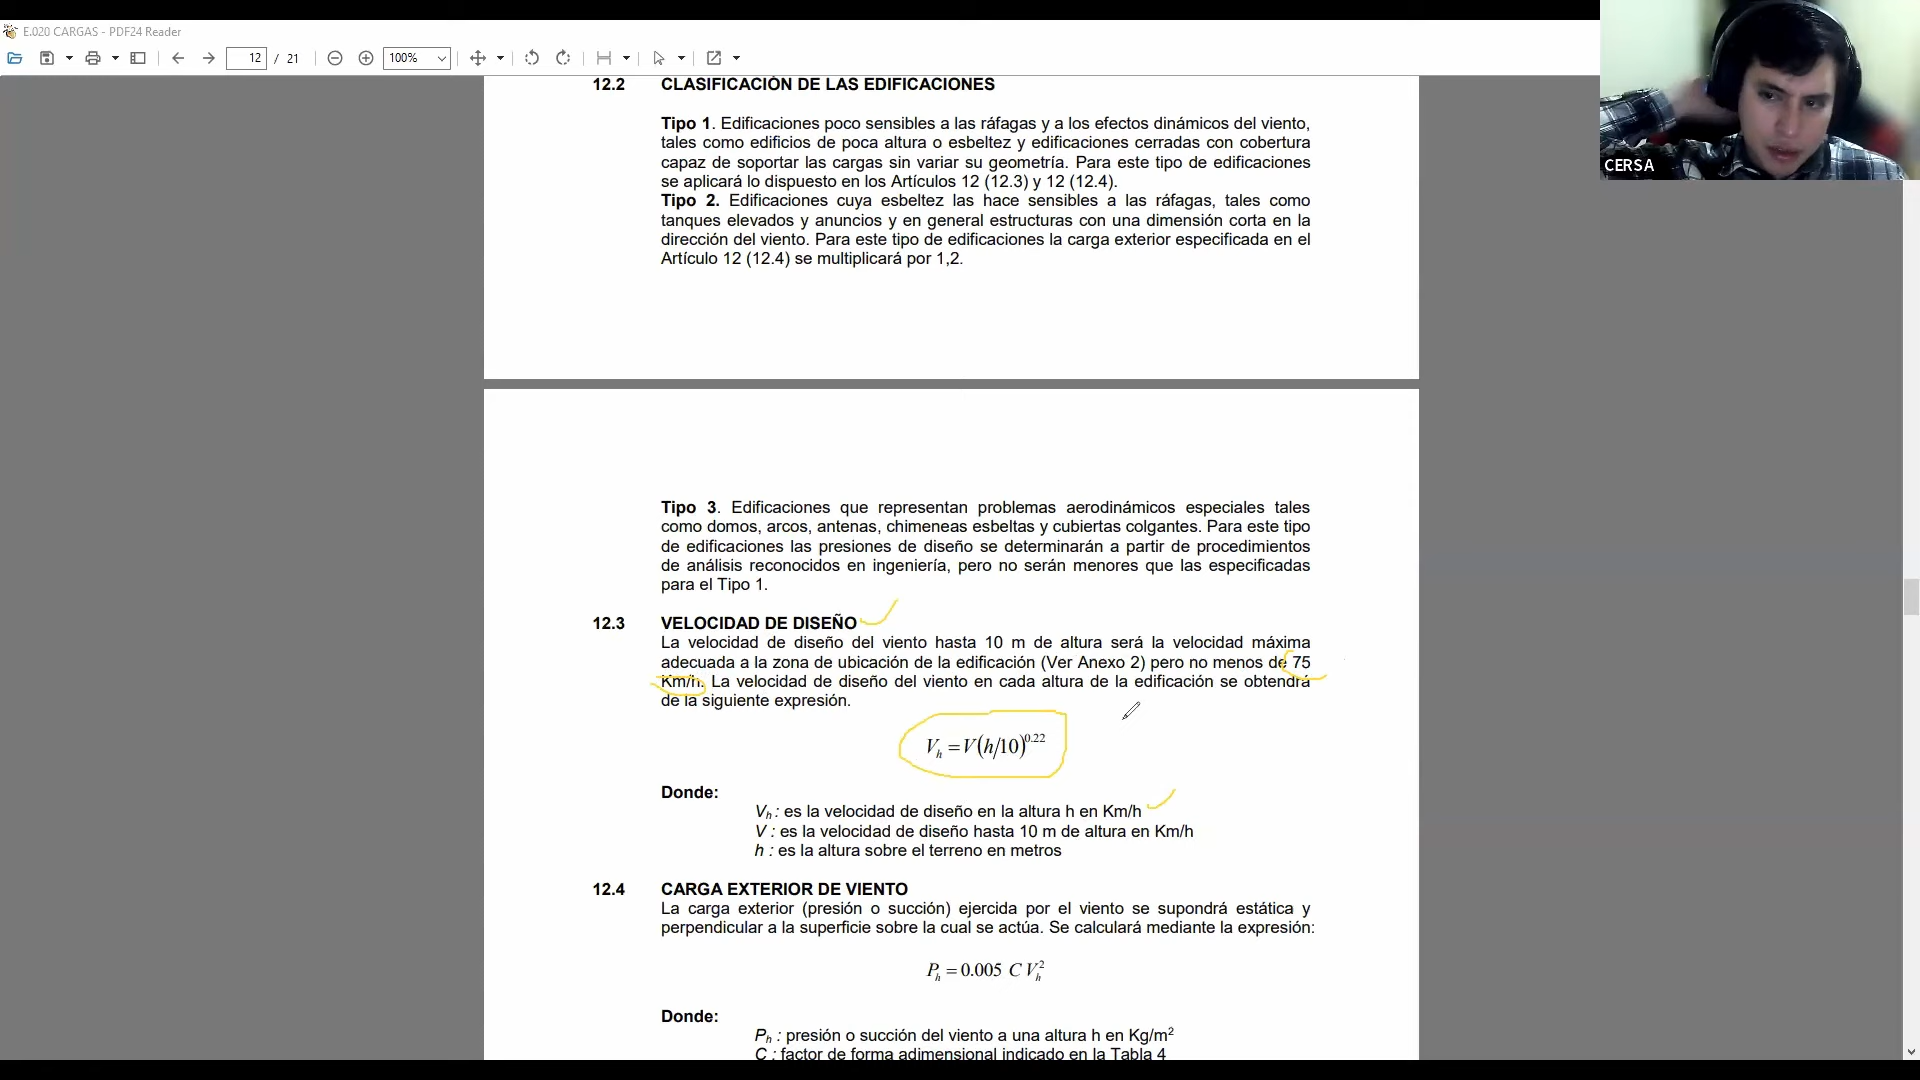 E.020 CARGAS - PDF24 Reader
12 / 21
100%
CERSA
12.2 CLASIFICACIÓN DE LAS EDIFICACIONES
Tipo 1. Edificaciones poco sensibles a las ráfagas y a los efectos dinámicos del viento,
tales como edificios de poca altura o esbeltez y edificaciones cerradas con cobertura
capaz de soportar las cargas sin variar su geometría. Para este tipo de edificaciones
se aplicará lo dispuesto en los Artículos 12 (12.3) y 12 (12.4).
Tipo 2. Edificaciones cuya esbeltez las hace sensibles a las ráfagas, tales como
tanques elevados y anuncios y en general estructuras con una dimensión corta en la
dirección del viento. Para este tipo de edificaciones la carga exterior especificada en el
Artículo 12 (12.4) se multiplicará por 1,2.
Tipo 3. Edificaciones que representan problemas aerodinámicos especiales tales
como domos, arcos, antenas, chimeneas esbeltas y cubiertas colgantes. Para este tipo
de edificaciones las presiones de diseño se determinarán a partir de procedimientos
de análisis reconocidos en ingeniería, pero no serán menores que las especificadas
para el Tipo 1.
12.3 VELOCIDAD DE DISEÑO
La velocidad de diseño del viento hasta 10 m de altura será la velocidad máxima
adecuada a la zona de ubicación de la edificación (Ver Anexo 2) pero no menos de 75
Km/h. La velocidad de diseño del viento en cada altura de la edificación se obtendrá
de la siguiente expresión.
V_h = V(h/10)^0.22
Donde:
V_h : es la velocidad de diseño en la altura h en Km/h
V : es la velocidad de diseño hasta 10 m de altura en Km/h
h : es la altura sobre el terreno en metros
12.4 CARGA EXTERIOR DE VIENTO
La carga exterior (presión o succión) ejercida por el viento se supondrá estática y
perpendicular a la superficie sobre la cual se actúa. Se calculará mediante la expresión:
P_h = 0.005 C V_h^2
Donde:
P_h : presión o succión del viento a una altura h en Kg/m²
C : factor de forma adimensional indicado en la Tabla 4